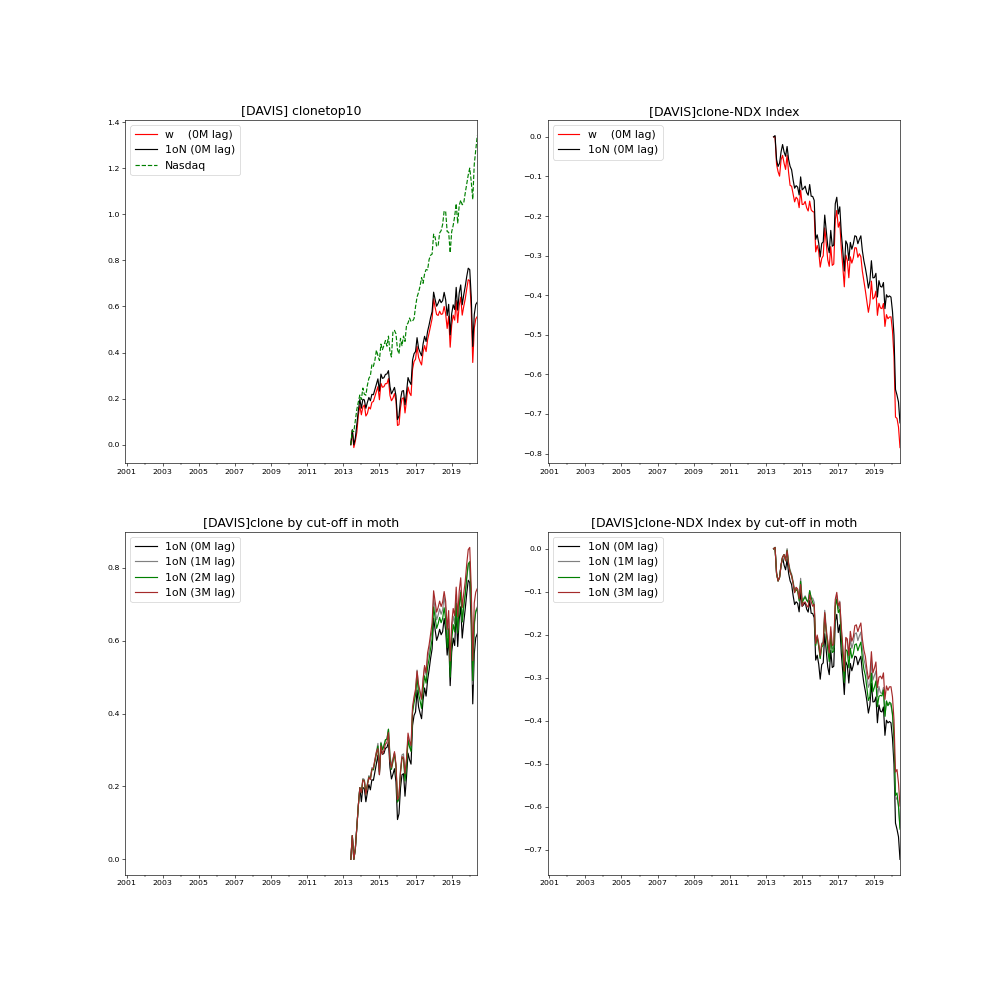 [DAVIS] clonetop10
w    (0M lag)
1oN (0M lag)
Nasdaq
1.4
1.2
1.0
0.8
0.6
0.4
0.2
0.0
2001 2003 2005 2007 2009 2011 2013 2015 2017 2019
[DAVIS]clone-NDX Index
w    (0M lag)
1oN (0M lag)
0.0
−0.1
−0.2
−0.3
−0.4
−0.5
−0.6
−0.7
−0.8
2001 2003 2005 2007 2009 2011 2013 2015 2017 2019
[DAVIS]clone by cut-off in moth
1oN (0M lag)
1oN (1M lag)
1oN (2M lag)
1oN (3M lag)
0.8
0.6
0.4
0.2
0.0
2001 2003 2005 2007 2009 2011 2013 2015 2017 2019
[DAVIS]clone-NDX Index by cut-off in moth
1oN (0M lag)
1oN (1M lag)
1oN (2M lag)
1oN (3M lag)
0.0
−0.1
−0.2
−0.3
−0.4
−0.5
−0.6
−0.7
2001 2003 2005 2007 2009 2011 2013 2015 2017 2019